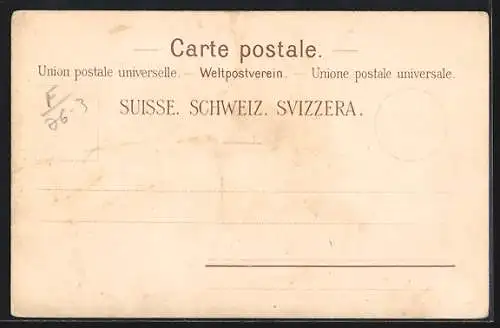 Carte postale.
Union postale universelle. — Weltpostverein. — Unione postale universale.
SUISSE. SCHWEIZ. SVIZZERA.
F/
26.3